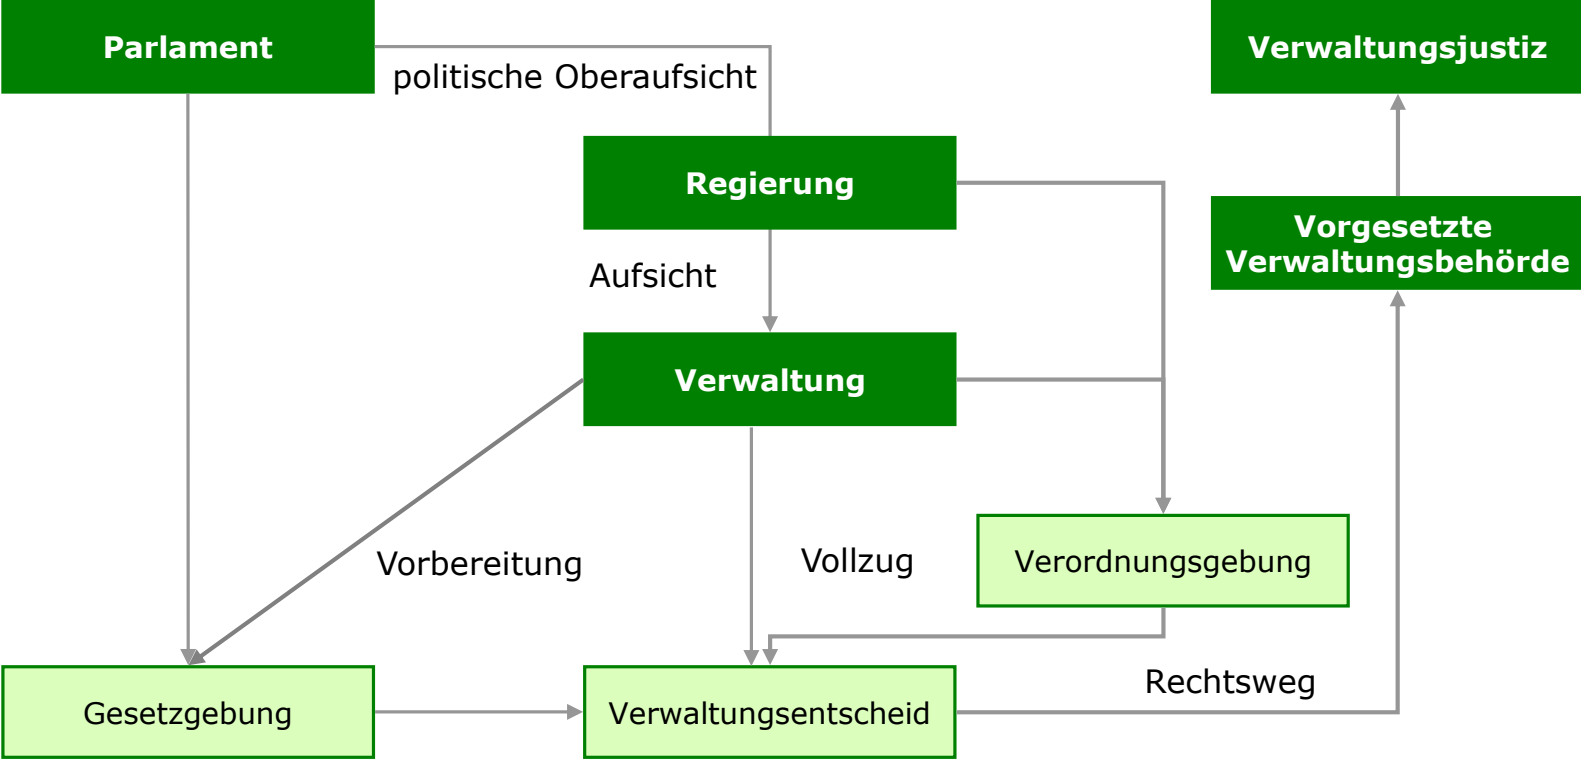 Parlament
Verwaltungsjustiz
politische Oberaufsicht
Regierung
Vorgesetzte
Verwaltungsbehörde
Aufsicht
Verwaltung
Vorbereitung
Vollzug
Verordnungsgebung
Rechtsweg
Gesetzgebung
Verwaltungsentscheid